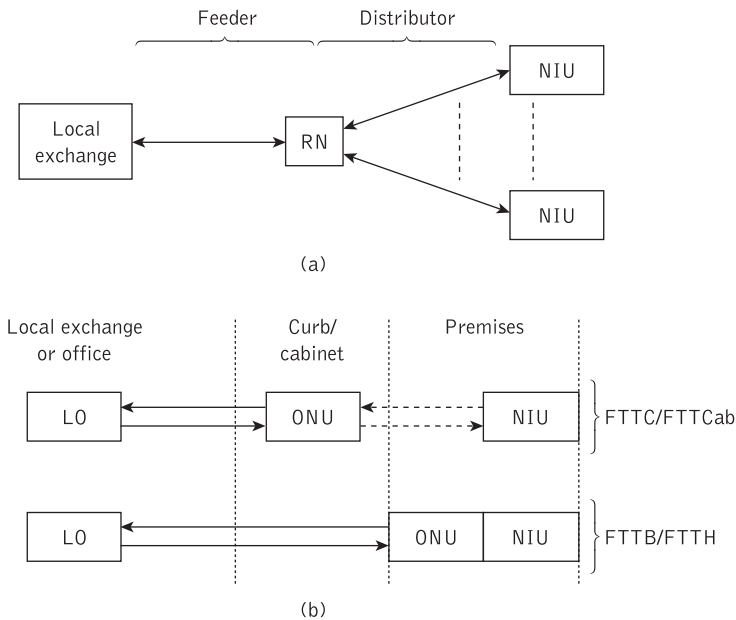 Feeder
Distributor
NIU
Local
exchange
RN
NIU
(a)
Local exchange
or office
Curb/
cabinet
Premises
LO
ONU
NIU
FTTC/FTTCab
LO
ONU
NIU
FTTB/FTTH
(b)